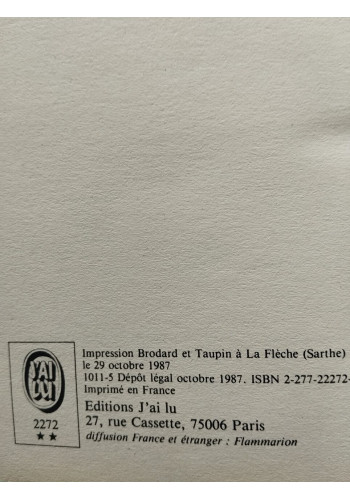 Impression Brodard et Taupin à La Flèche (Sarthe)
le 29 octobre 1987
1011-5 Dépôt légal octobre 1987. ISBN 2-277-22272-
Imprimé en France
Editions J'ai lu
27, rue Cassette, 75006 Paris
diffusion France et étranger : Flammarion
J'AI
LU
2272
★★